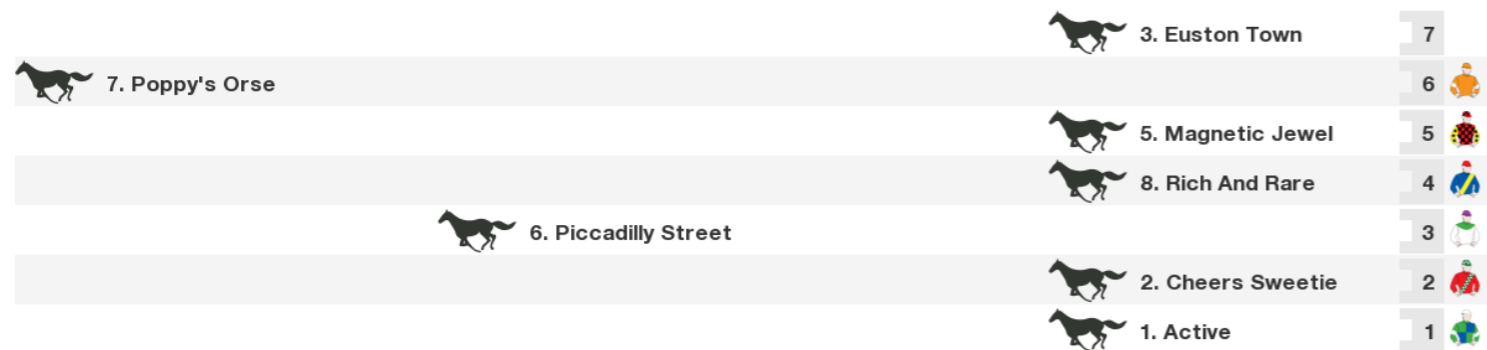 3. Euston Town 7
7. Poppy's Orse 6
5. Magnetic Jewel 5
8. Rich And Rare 4
6. Piccadilly Street 3
2. Cheers Sweetie 2
1. Active 1